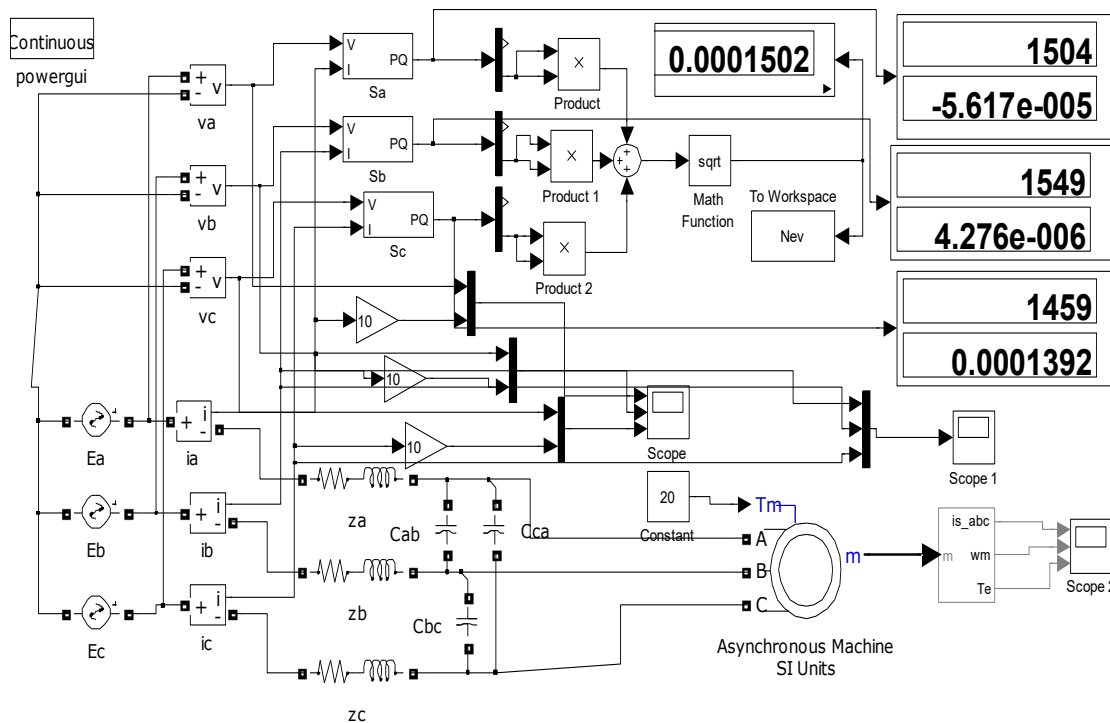 Continuous
powergui
+
-
v
va
+
-
v
vb
+
-
v
vc
V
I
PQ
Sa
V
I
PQ
Sb
V
I
PQ
Sc
×
Product
×
Product 1
×
Product 2
+
+
+
sqrt
Math
Function
To Workspace
Nev
0.0001502
1504
-5.617e-005
1549
4.276e-006
1459
0.0001392
10
10
10
Scope
Scope 1
Ea
Eb
Ec
+
i
-
ia
+
i
-
ib
+
i
-
ic
za
zb
zc
Cab
Cca
Cbc
20
Constant
Tm
A
B
C
m
Asynchronous Machine
SI Units
m
is_abc
wm
Te
Scope 2